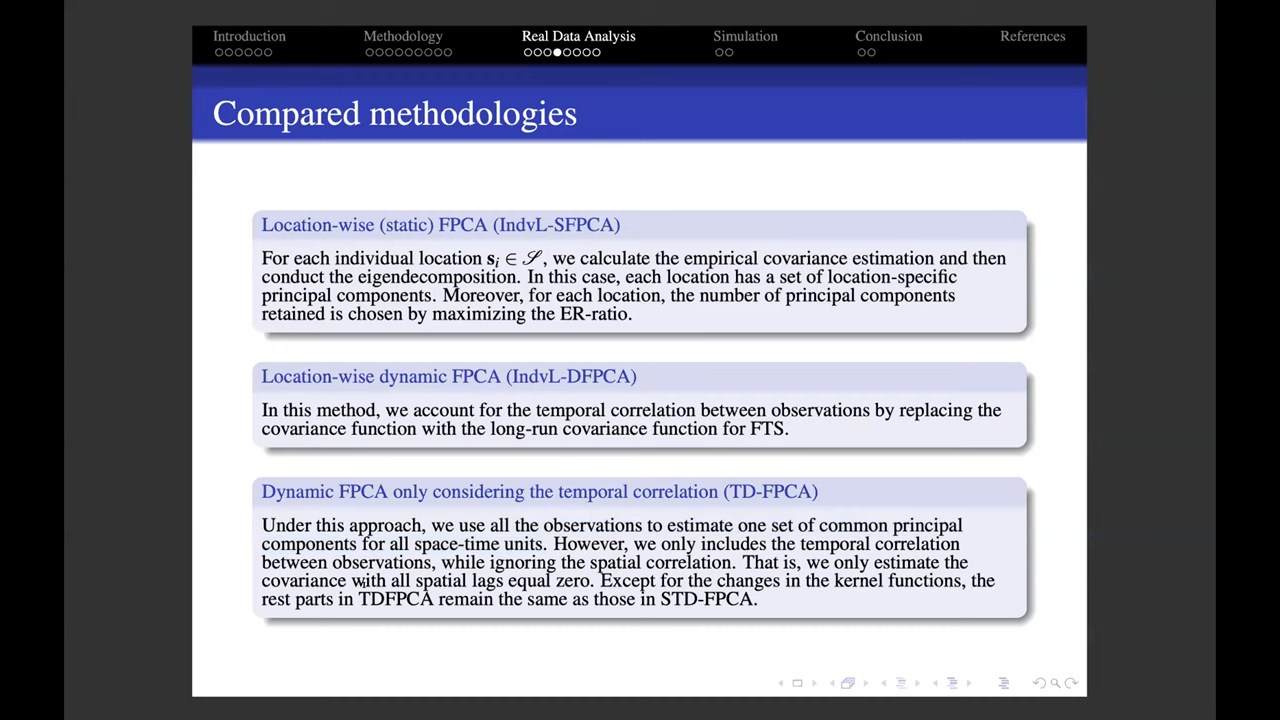 Introduction Methodology Real Data Analysis Simulation Conclusion References
Compared methodologies
Location-wise (static) FPCA (IndvL-SFPCA)
For each individual location sᵢ ∈ 𝒮, we calculate the empirical covariance estimation and then
conduct the eigendecomposition. In this case, each location has a set of location-specific
principal components. Moreover, for each location, the number of principal components
retained is chosen by maximizing the ER-ratio.
Location-wise dynamic FPCA (IndvL-DFPCA)
In this method, we account for the temporal correlation between observations by replacing the
covariance function with the long-run covariance function for FTS.
Dynamic FPCA only considering the temporal correlation (TD-FPCA)
Under this approach, we use all the observations to estimate one set of common principal
components for all space-time units. However, we only includes the temporal correlation
between observations, while ignoring the spatial correlation. That is, we only estimate the
covariance with all spatial lags equal zero. Except for the changes in the kernel functions, the
rest parts in TDFPCA remain the same as those in STD-FPCA.